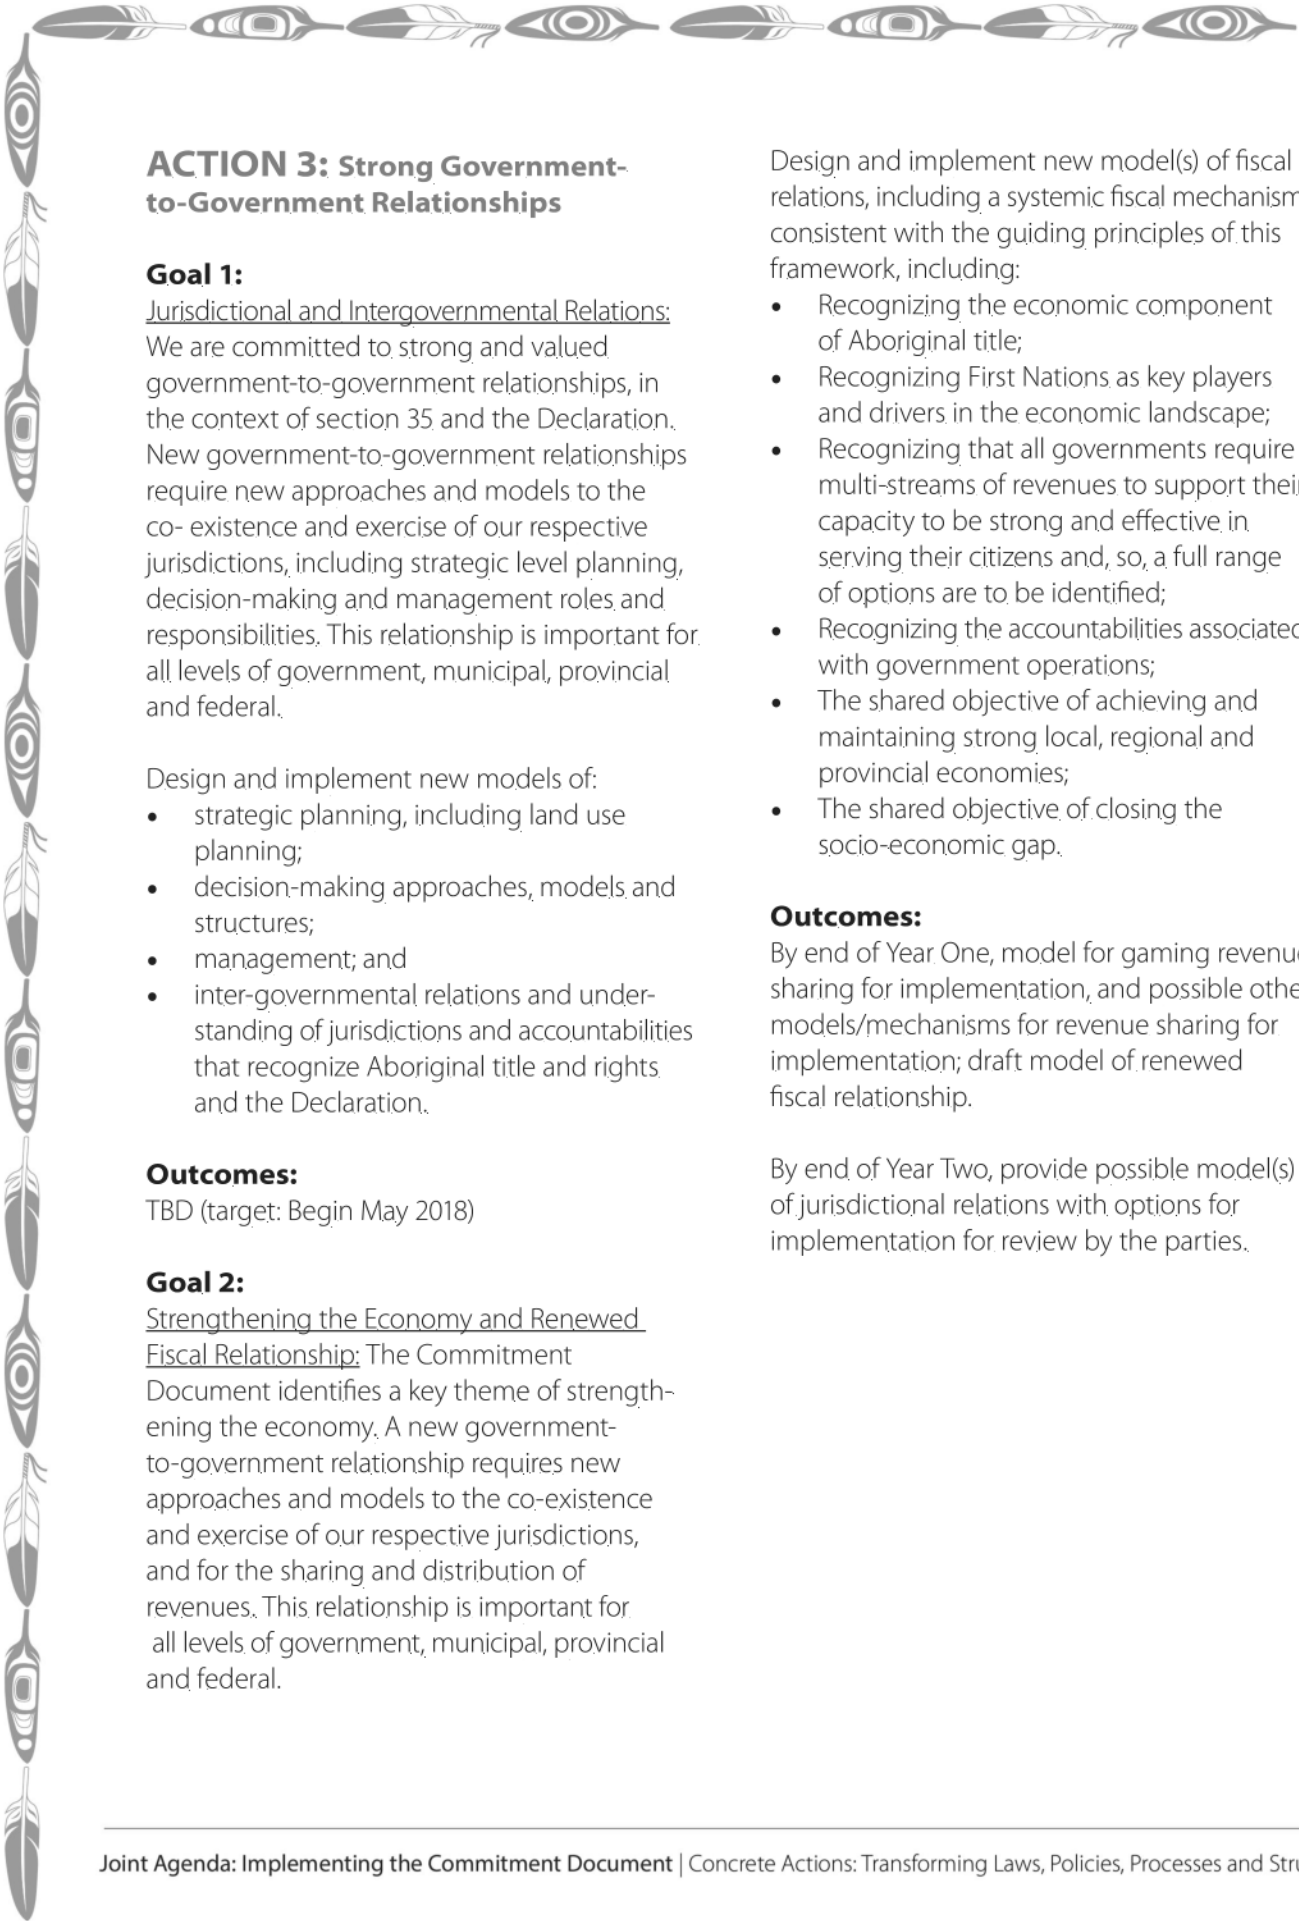 ACTION 3: Strong Government-
to-Government Relationships
Goal 1:
Jurisdictional and Intergovernmental Relations:
We are committed to strong and valued
government-to-government relationships, in
the context of section 35 and the Declaration.
New government-to-government relationships
require new approaches and models to the
co- existence and exercise of our respective
jurisdictions, including strategic level planning,
decision-making and management roles and
responsibilities. This relationship is important for
all levels of government, municipal, provincial
and federal.
Design and implement new models of:
• strategic planning, including land use
planning;
• decision-making approaches, models and
structures;
• management; and
• inter-governmental relations and under-
standing of jurisdictions and accountabilities
that recognize Aboriginal title and rights
and the Declaration.
Outcomes:
TBD (target: Begin May 2018)
Goal 2:
Strengthening the Economy and Renewed
Fiscal Relationship: The Commitment
Document identifies a key theme of strength-
ening the economy. A new government-
to-government relationship requires new
approaches and models to the co-existence
and exercise of our respective jurisdictions,
and for the sharing and distribution of
revenues. This relationship is important for
all levels of government, municipal, provincial
and federal.
Design and implement new model(s) of fiscal
relations, including a systemic fiscal mechanism
consistent with the guiding principles of this
framework, including:
• Recognizing the economic component
of Aboriginal title;
• Recognizing First Nations as key players
and drivers in the economic landscape;
• Recognizing that all governments require
multi-streams of revenues to support their
capacity to be strong and effective in
serving their citizens and, so, a full range
of options are to be identified;
• Recognizing the accountabilities associated
with government operations;
• The shared objective of achieving and
maintaining strong local, regional and
provincial economies;
• The shared objective of closing the
socio-economic gap.
Outcomes:
By end of Year One, model for gaming revenue
sharing for implementation, and possible othe
models/mechanisms for revenue sharing for
implementation; draft model of renewed
fiscal relationship.
By end of Year Two, provide possible model(s)
of jurisdictional relations with options for
implementation for review by the parties.
Joint Agenda: Implementing the Commitment Document | Concrete Actions: Transforming Laws, Policies, Processes and Stru